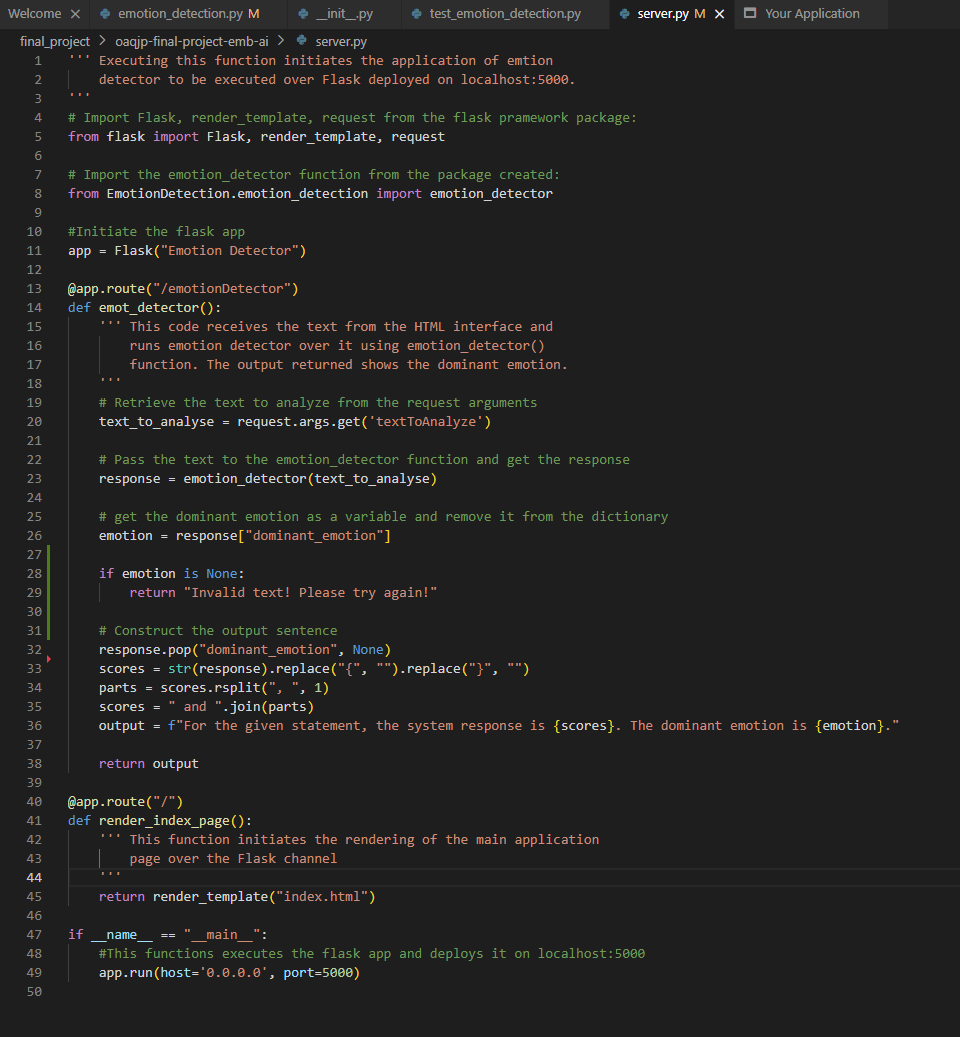 Welcome emotion_detection.py M __init__.py test_emotion_detection.py server.py M Your Application
final_project > oaqjp-final-project-emb-ai > server.py
1 ''' Executing this function initiates the application of emtion
2     detector to be executed over Flask deployed on localhost:5000.
3 '''
4 # Import Flask, render_template, request from the flask pramework package:
5 from flask import Flask, render_template, request
6
7 # Import the emotion_detector function from the package created:
8 from EmotionDetection.emotion_detection import emotion_detector
9
10 #Initiate the flask app
11 app = Flask("Emotion Detector")
12
13 @app.route("/emotionDetector")
14 def emot_detector():
15     ''' This code receives the text from the HTML interface and
16         runs emotion detector over it using emotion_detector()
17         function. The output returned shows the dominant emotion.
18     '''
19     # Retrieve the text to analyze from the request arguments
20     text_to_analyse = request.args.get('textToAnalyze')
21
22     # Pass the text to the emotion_detector function and get the response
23     response = emotion_detector(text_to_analyse)
24
25     # get the dominant emotion as a variable and remove it from the dictionary
26     emotion = response["dominant_emotion"]
27
28     if emotion is None:
29         return "Invalid text! Please try again!"
30
31     # Construct the output sentence
32     response.pop("dominant_emotion", None)
33     scores = str(response).replace("{", "").replace("}", "")
34     parts = scores.rsplit(", ", 1)
35     scores = " and ".join(parts)
36     output = f"For the given statement, the system response is {scores}. The dominant emotion is {emotion}."
37
38     return output
39
40 @app.route("/")
41 def render_index_page():
42     ''' This function initiates the rendering of the main application
43         page over the Flask channel
44     '''
45     return render_template("index.html")
46
47 if __name__ == "__main__":
48     #This functions executes the flask app and deploys it on localhost:5000
49     app.run(host='0.0.0.0', port=5000)
50